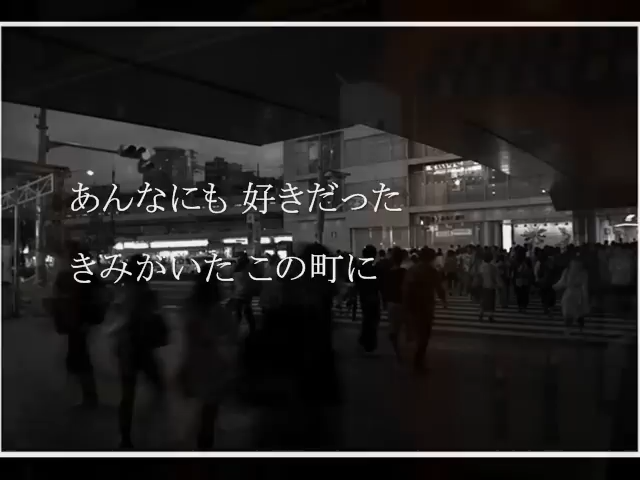 あんなにも 好きだった
きみがいた この町に